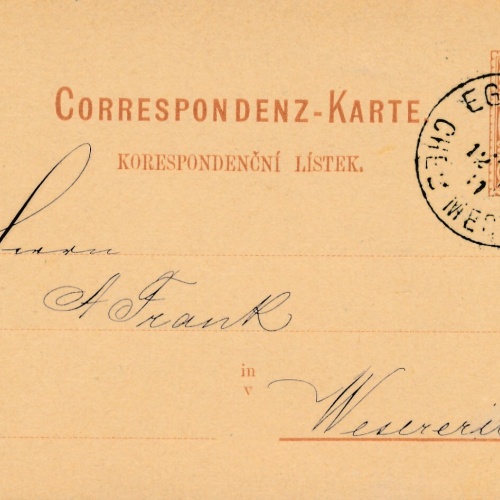 CORRESPONDENZ-KARTE
KORESPONDENČNÍ LÍSTEK.
EG
CHEB
Herrn
A Frank
in
v